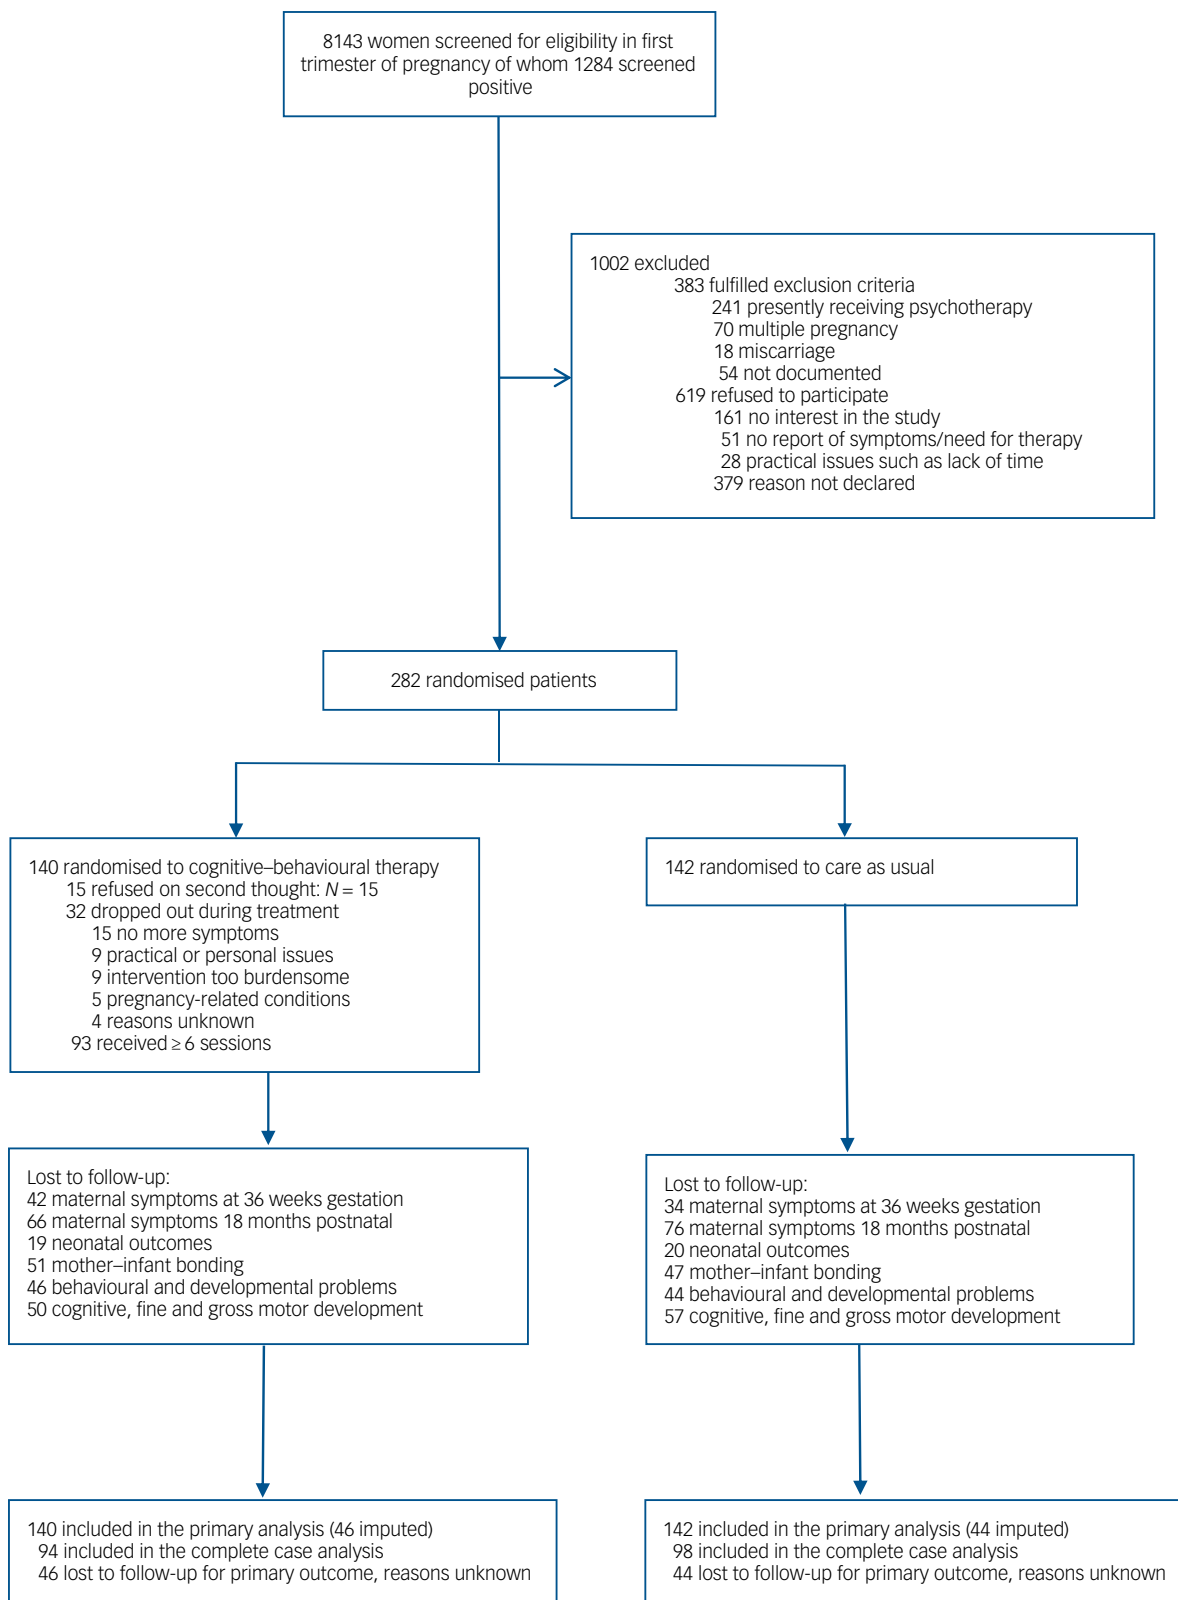 8143 women screened for eligibility in first
trimester of pregnancy of whom 1284 screened
positive
1002 excluded
383 fulfilled exclusion criteria
241 presently receiving psychotherapy
70 multiple pregnancy
18 miscarriage
54 not documented
619 refused to participate
161 no interest in the study
51 no report of symptoms/need for therapy
28 practical issues such as lack of time
379 reason not declared
282 randomised patients
140 randomised to cognitive–behavioural therapy
15 refused on second thought: N = 15
32 dropped out during treatment
15 no more symptoms
9 practical or personal issues
9 intervention too burdensome
5 pregnancy-related conditions
4 reasons unknown
93 received ≥ 6 sessions
142 randomised to care as usual
Lost to follow-up:
42 maternal symptoms at 36 weeks gestation
66 maternal symptoms 18 months postnatal
19 neonatal outcomes
51 mother–infant bonding
46 behavioural and developmental problems
50 cognitive, fine and gross motor development
Lost to follow-up:
34 maternal symptoms at 36 weeks gestation
76 maternal symptoms 18 months postnatal
20 neonatal outcomes
47 mother–infant bonding
44 behavioural and developmental problems
57 cognitive, fine and gross motor development
140 included in the primary analysis (46 imputed)
94 included in the complete case analysis
46 lost to follow-up for primary outcome, reasons unknown
142 included in the primary analysis (44 imputed)
98 included in the complete case analysis
44 lost to follow-up for primary outcome, reasons unknown